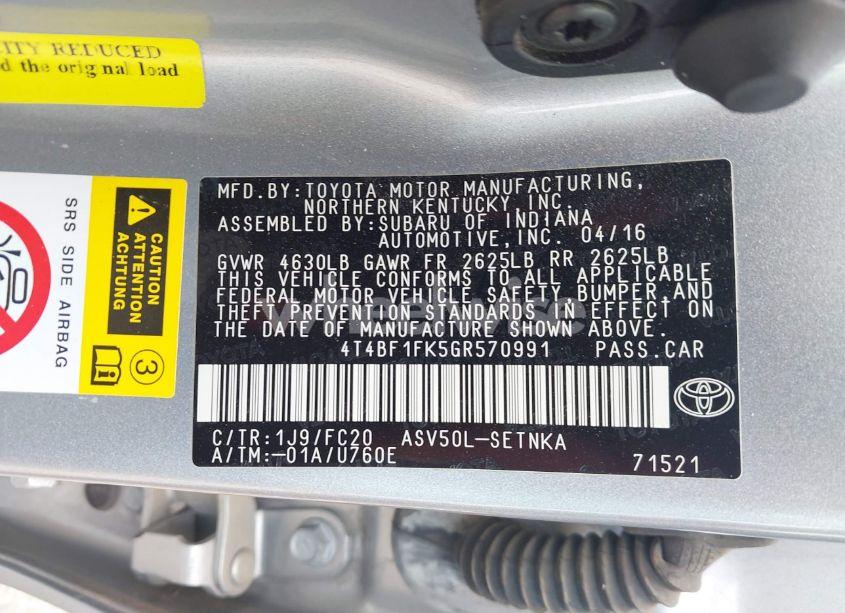 ITY REDUCED
d the original load
SRS SIDE AIRBAG
CAUTION
ATTENTION
ACHTUNG
3
MFD.BY:TOYOTA MOTOR MANUFACTURING,
NORTHERN KENTUCKY,INC.
ASSEMBLED BY:SUBARU OF INDIANA
AUTOMOTIVE,INC. 04/16
GVWR 4630LB GAWR FR 2625LB RR 2625LB
THIS VEHICLE CONFORMS TO ALL APPLICABLE
FEDERAL MOTOR VEHICLE SAFETY,BUMPER,AND
THEFT PREVENTION STANDARDS IN EFFECT ON
THE DATE OF MANUFACTURE SHOWN ABOVE.
4T4BF1FK5GR570991 PASS.CAR
C/TR:1J9/FC20 ASV50L-SETNKA
A/TM:-01A/U760E 71521